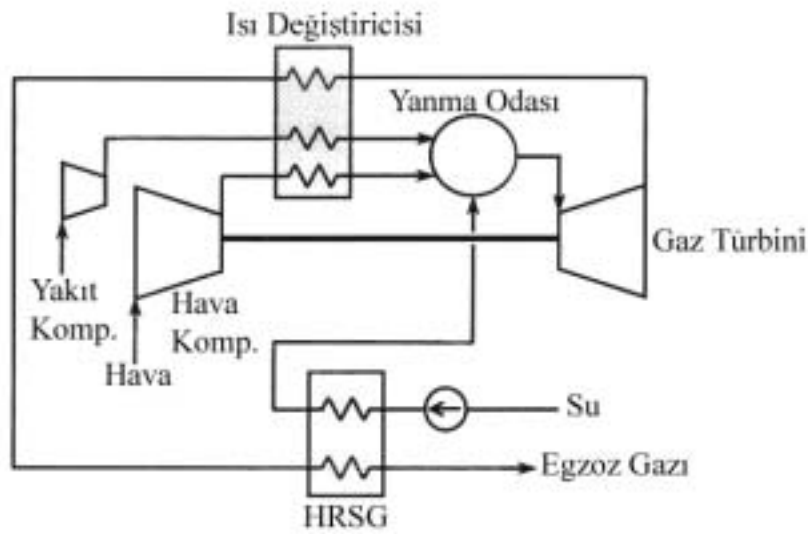 Isı Değiştiricisi
Yanma Odası
Gaz Türbini
Yakıt
Komp.
Hava
Komp.
Hava
Su
Egzoz Gazı
HRSG